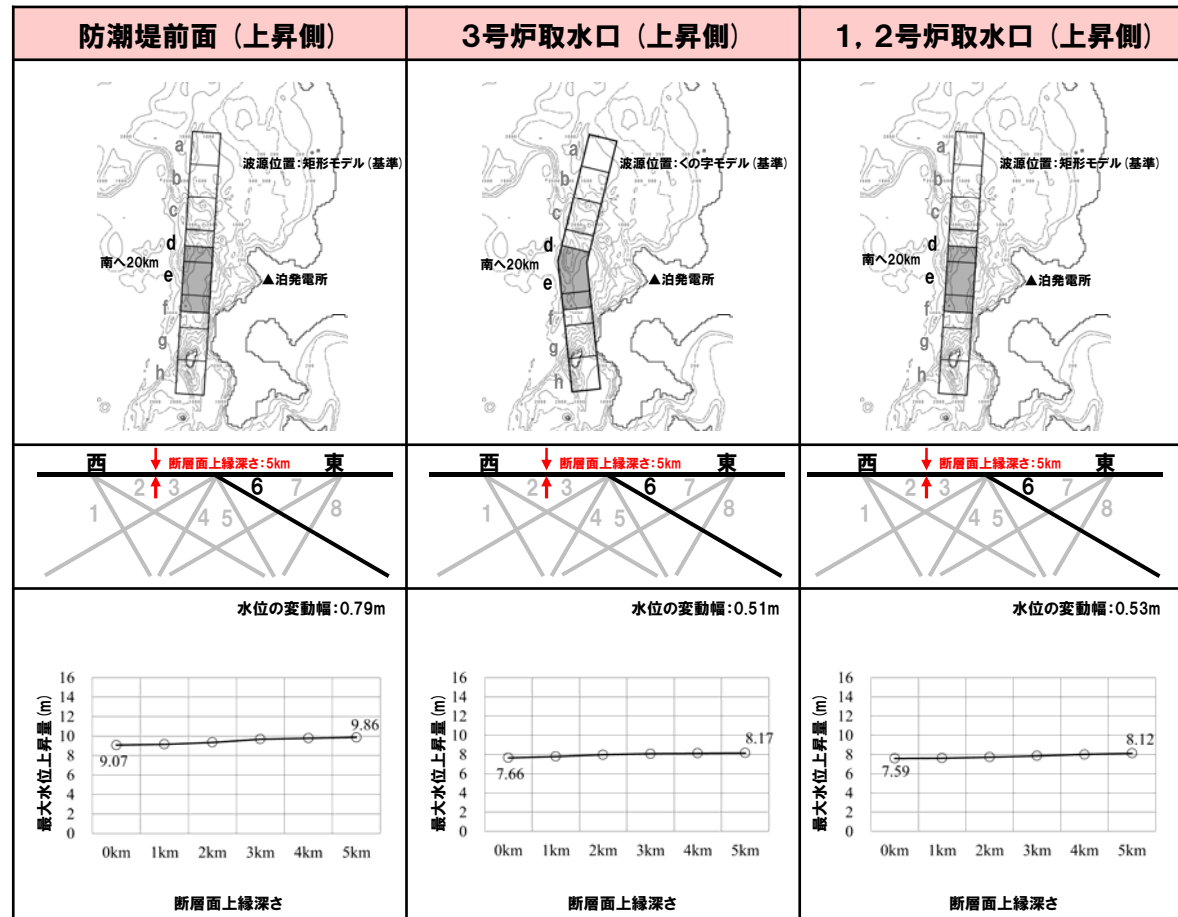 防潮堤前面（上昇側）
波源位置：矩形モデル（基準）
a
b
c
d
南へ20km
e
▲泊発電所
f
g
h
西
断層面上縁深さ：5km
東
1
2
3
4
5
6
7
8
水位の変動幅：0.79m
最大水位上昇量（m）
16
14
12
10
8
6
4
2
0
9.07
9.86
0km 1km 2km 3km 4km 5km
断層面上縁深さ
3号炉取水口（上昇側）
波源位置：くの字モデル（基準）
a
b
c
d
南へ20km
e
▲泊発電所
f
g
h
西
断層面上縁深さ：5km
東
1
2
3
4
5
6
7
8
水位の変動幅：0.51m
最大水位上昇量（m）
16
14
12
10
8
6
4
2
0
7.66
8.17
0km 1km 2km 3km 4km 5km
断層面上縁深さ
1，2号炉取水口（上昇側）
波源位置：矩形モデル（基準）
a
b
c
d
南へ20km
e
▲泊発電所
f
g
h
西
断層面上縁深さ：5km
東
1
2
3
4
5
6
7
8
水位の変動幅：0.53m
最大水位上昇量（m）
16
14
12
10
8
6
4
2
0
7.59
8.12
0km 1km 2km 3km 4km 5km
断層面上縁深さ